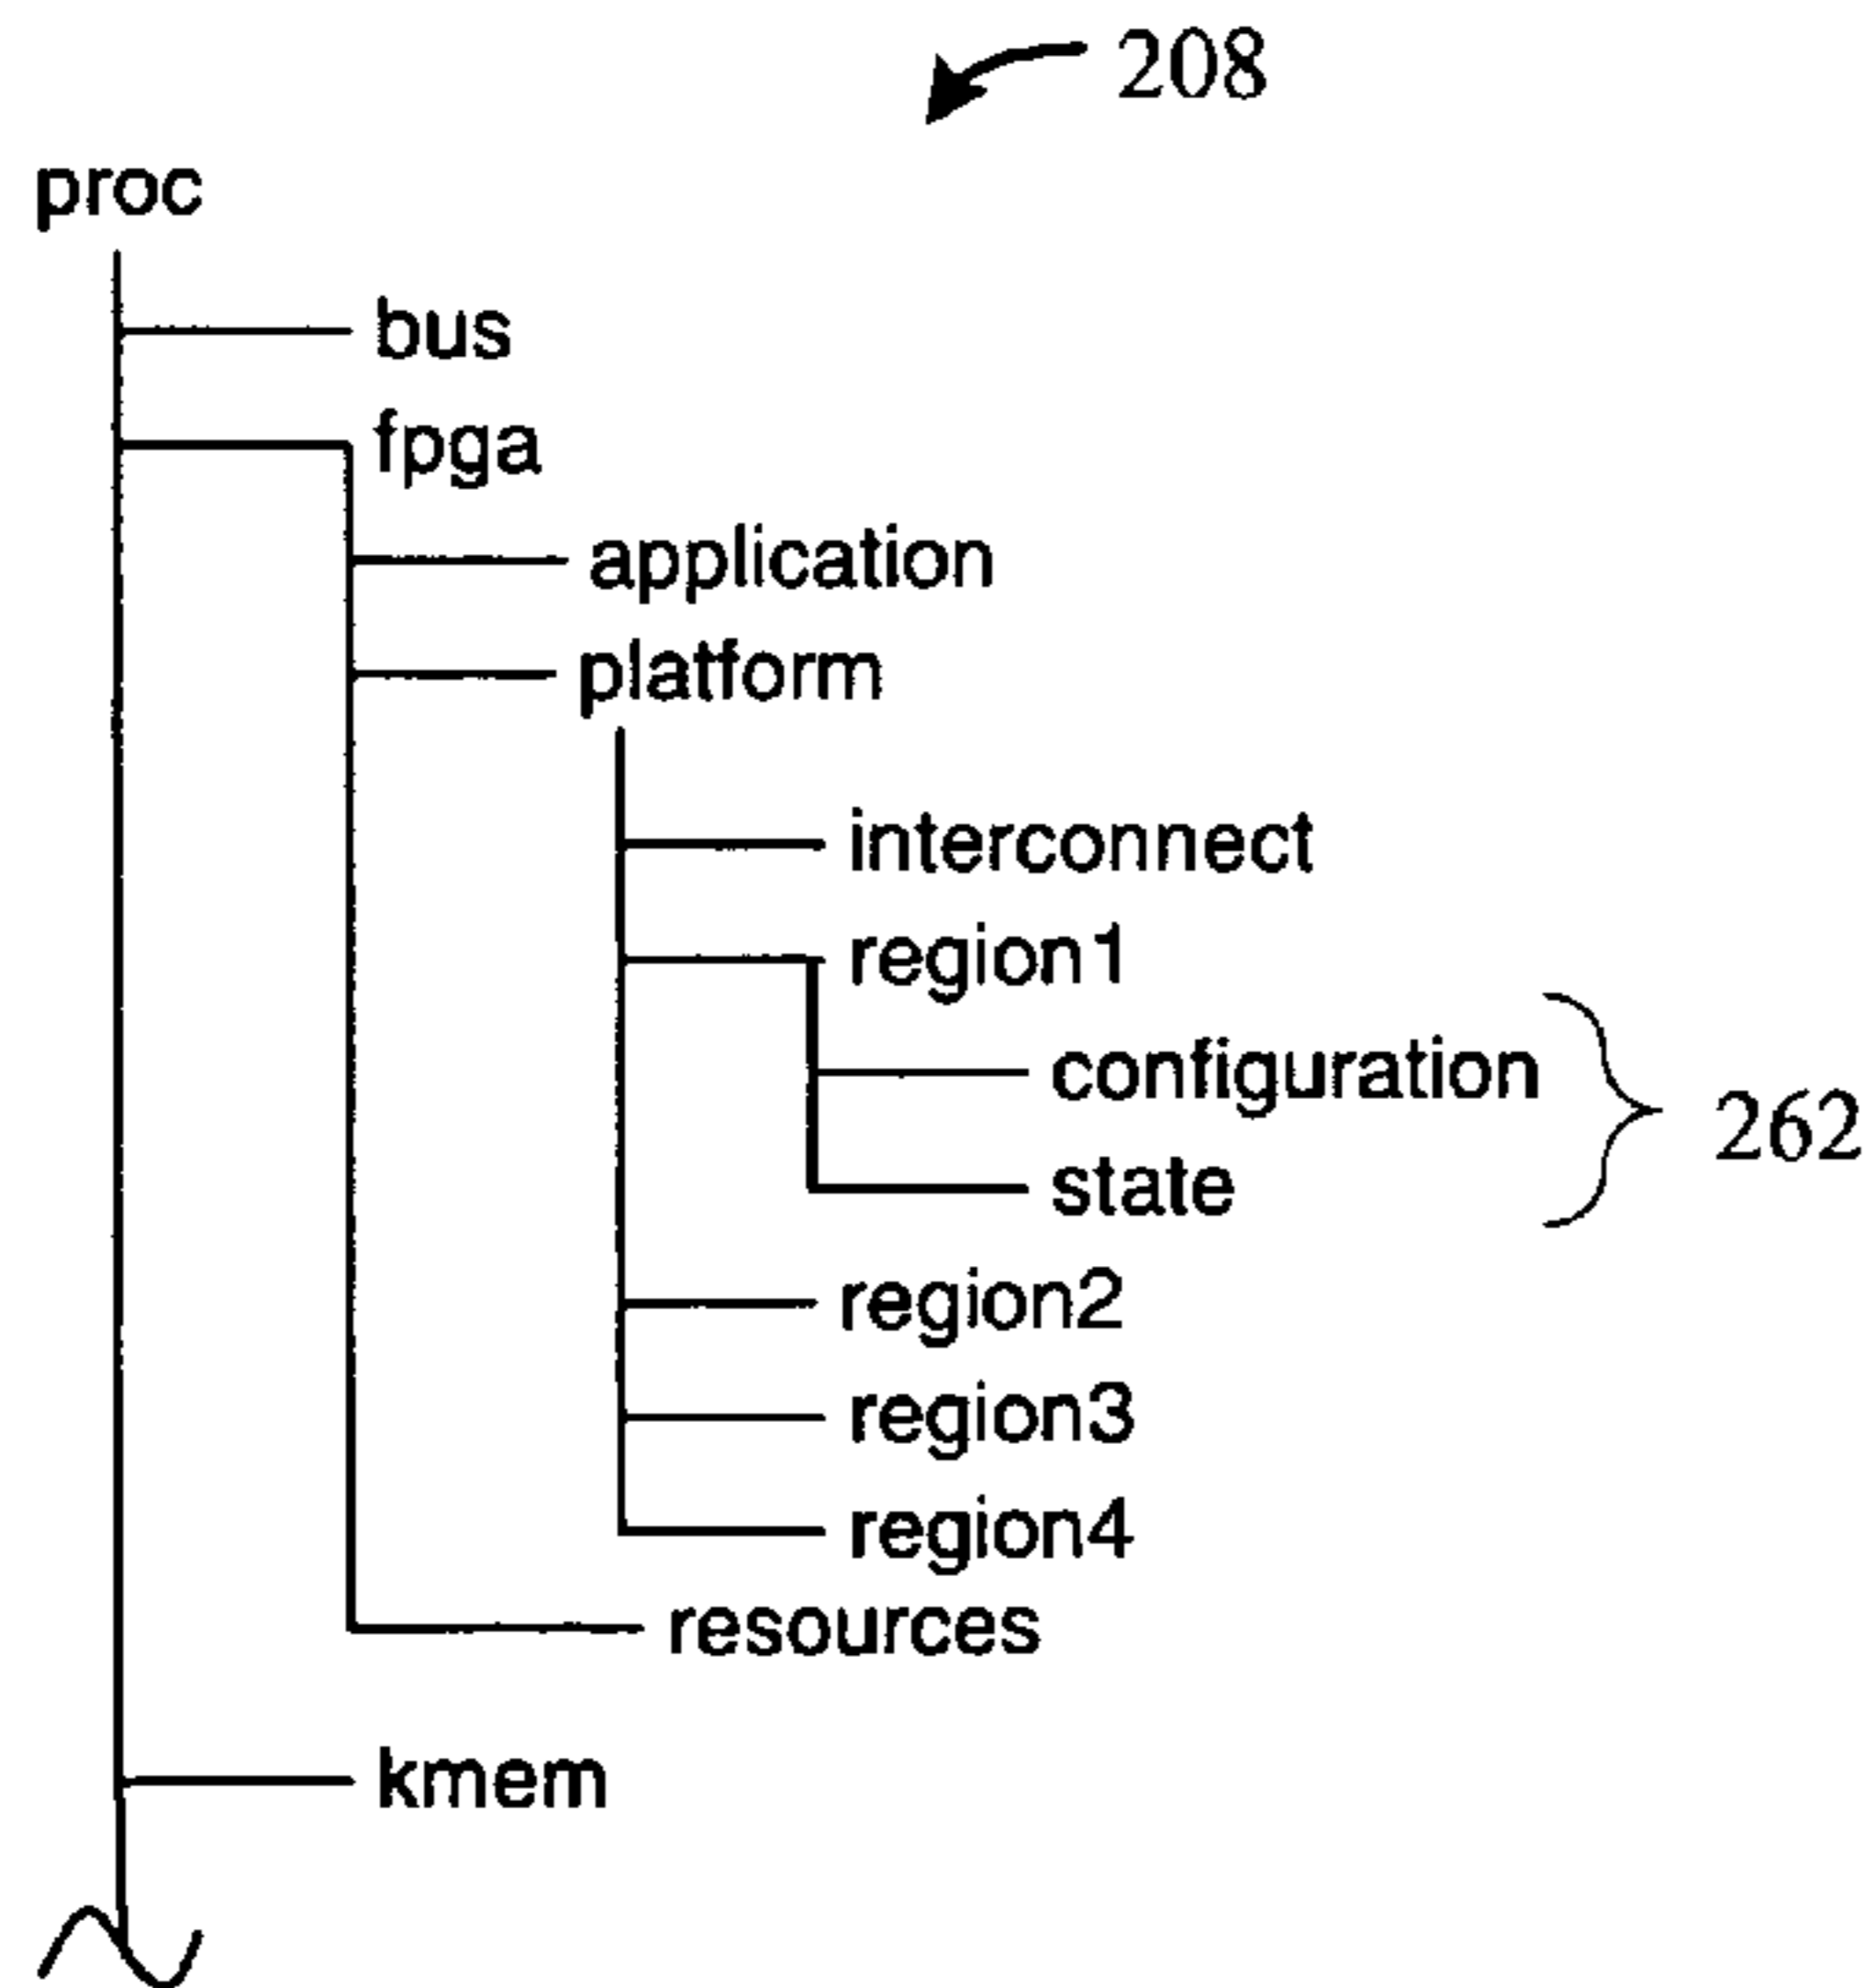 208
proc
bus
fpga
application
platform
interconnect
region1
configuration
262
state
region2
region3
region4
resources
kmem